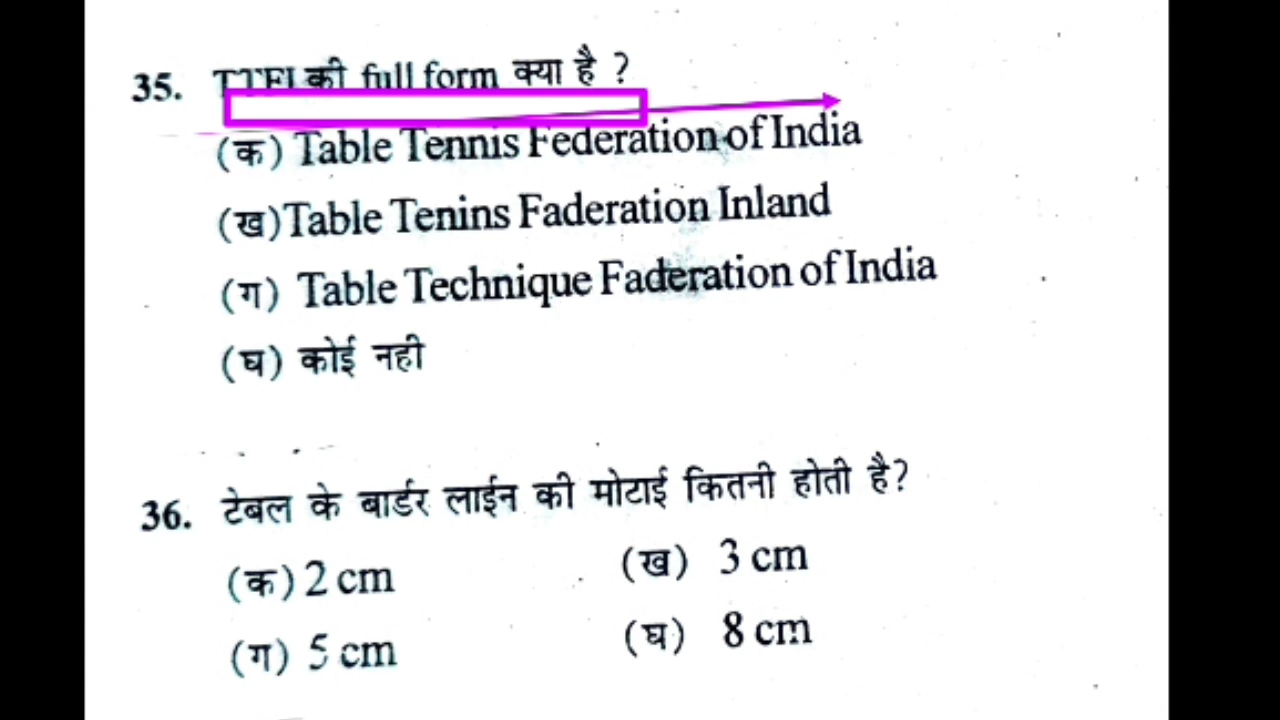 35. TTFI की full form क्या है ?
(क) Table Tennis Federation of India
(ख) Table Tenins Faderation Inland
(ग) Table Technique Faderation of India
(घ) कोई नही
36. टेबल के बार्डर लाईन की मोटाई कितनी होती है?
(क) 2 cm (ख) 3 cm
(ग) 5 cm (घ) 8 cm